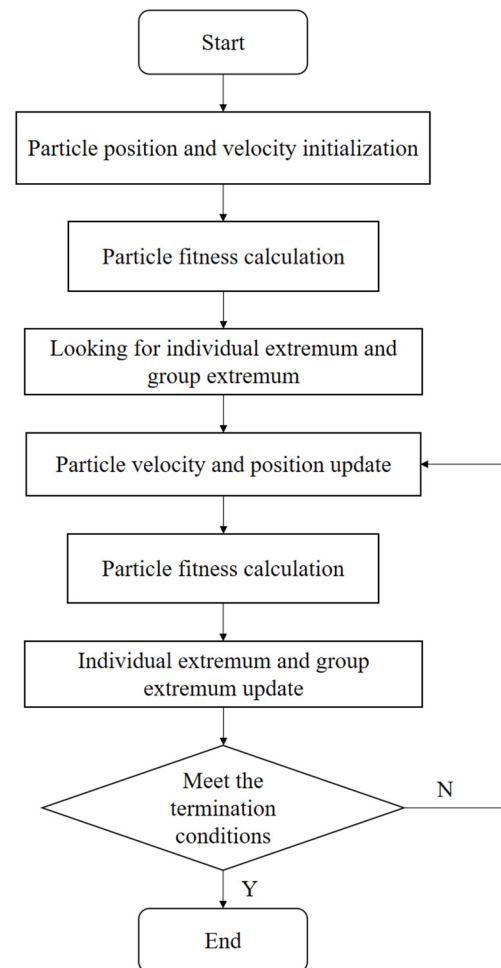 Start
Particle position and velocity initialization
Particle fitness calculation
Looking for individual extremum and
group extremum
Particle velocity and position update
Particle fitness calculation
Individual extremum and group
extremum update
Meet the
termination
conditions
N
Y
End